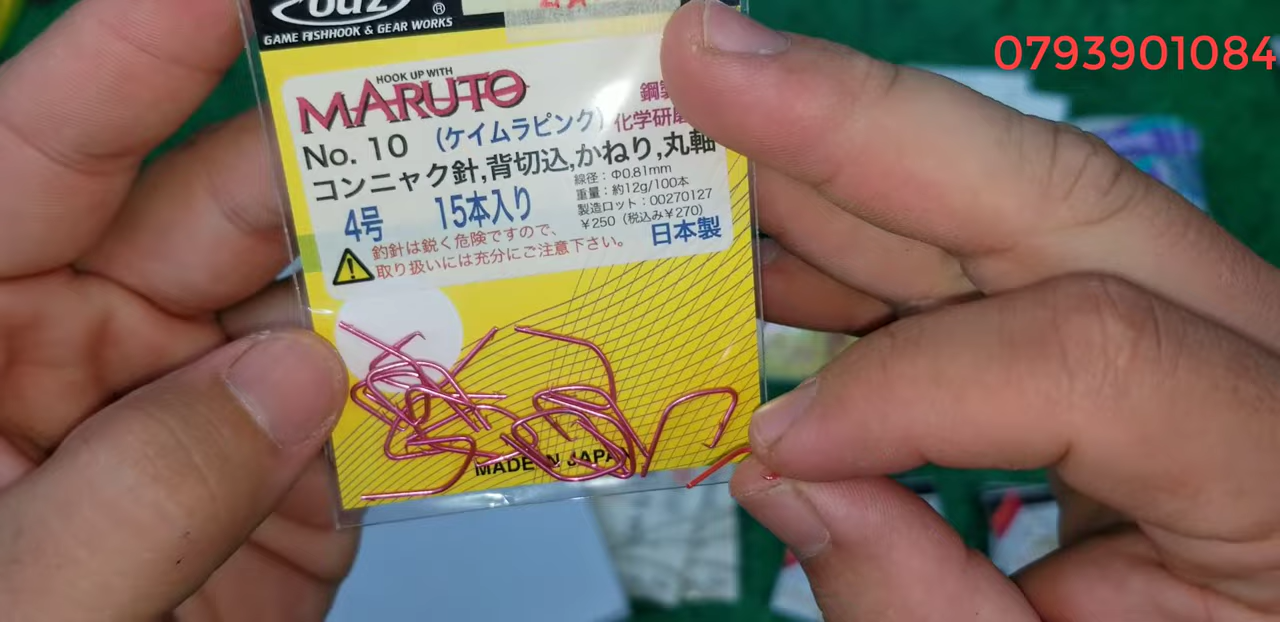 0793901084
GAME FISHHOOK & GEAR WORKS
HOOK UP WITH
MARUTO
No. 10 (ケイムラピンク) 化学研
コンニャク針,背切込,かねり,丸軸
4号 15本入り
線径：Φ0.81mm
重量：約12g/100本
製造ロット：00270127
¥250（税込み¥270）
日本製
釣針は鋭く危険ですので、
取り扱いには充分にご注意下さい。
MADE IN JAPAN